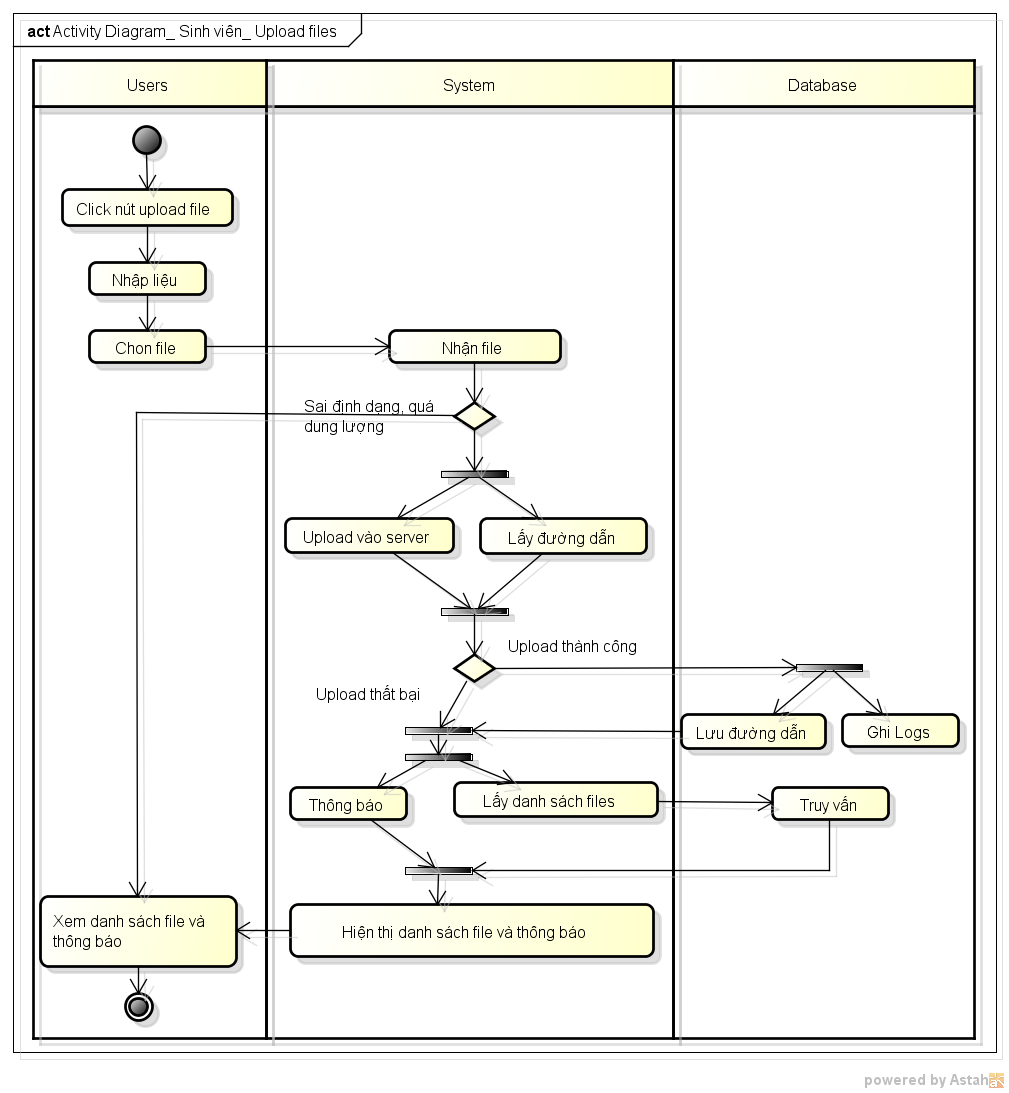 act Activity Diagram_ Sinh viên_ Upload files
Users
System
Database
Click nút upload file
Nhập liệu
Chon file
Nhận file
Sai định dạng, quá
dung lượng
Upload vào server
Lấy đường dẫn
Upload thành công
Upload thất bại
Lưu đường dẫn
Ghi Logs
Thông báo
Lấy danh sách files
Truy vấn
Xem danh sách file và
thông báo
Hiện thị danh sách file và thông báo
powered by Astah